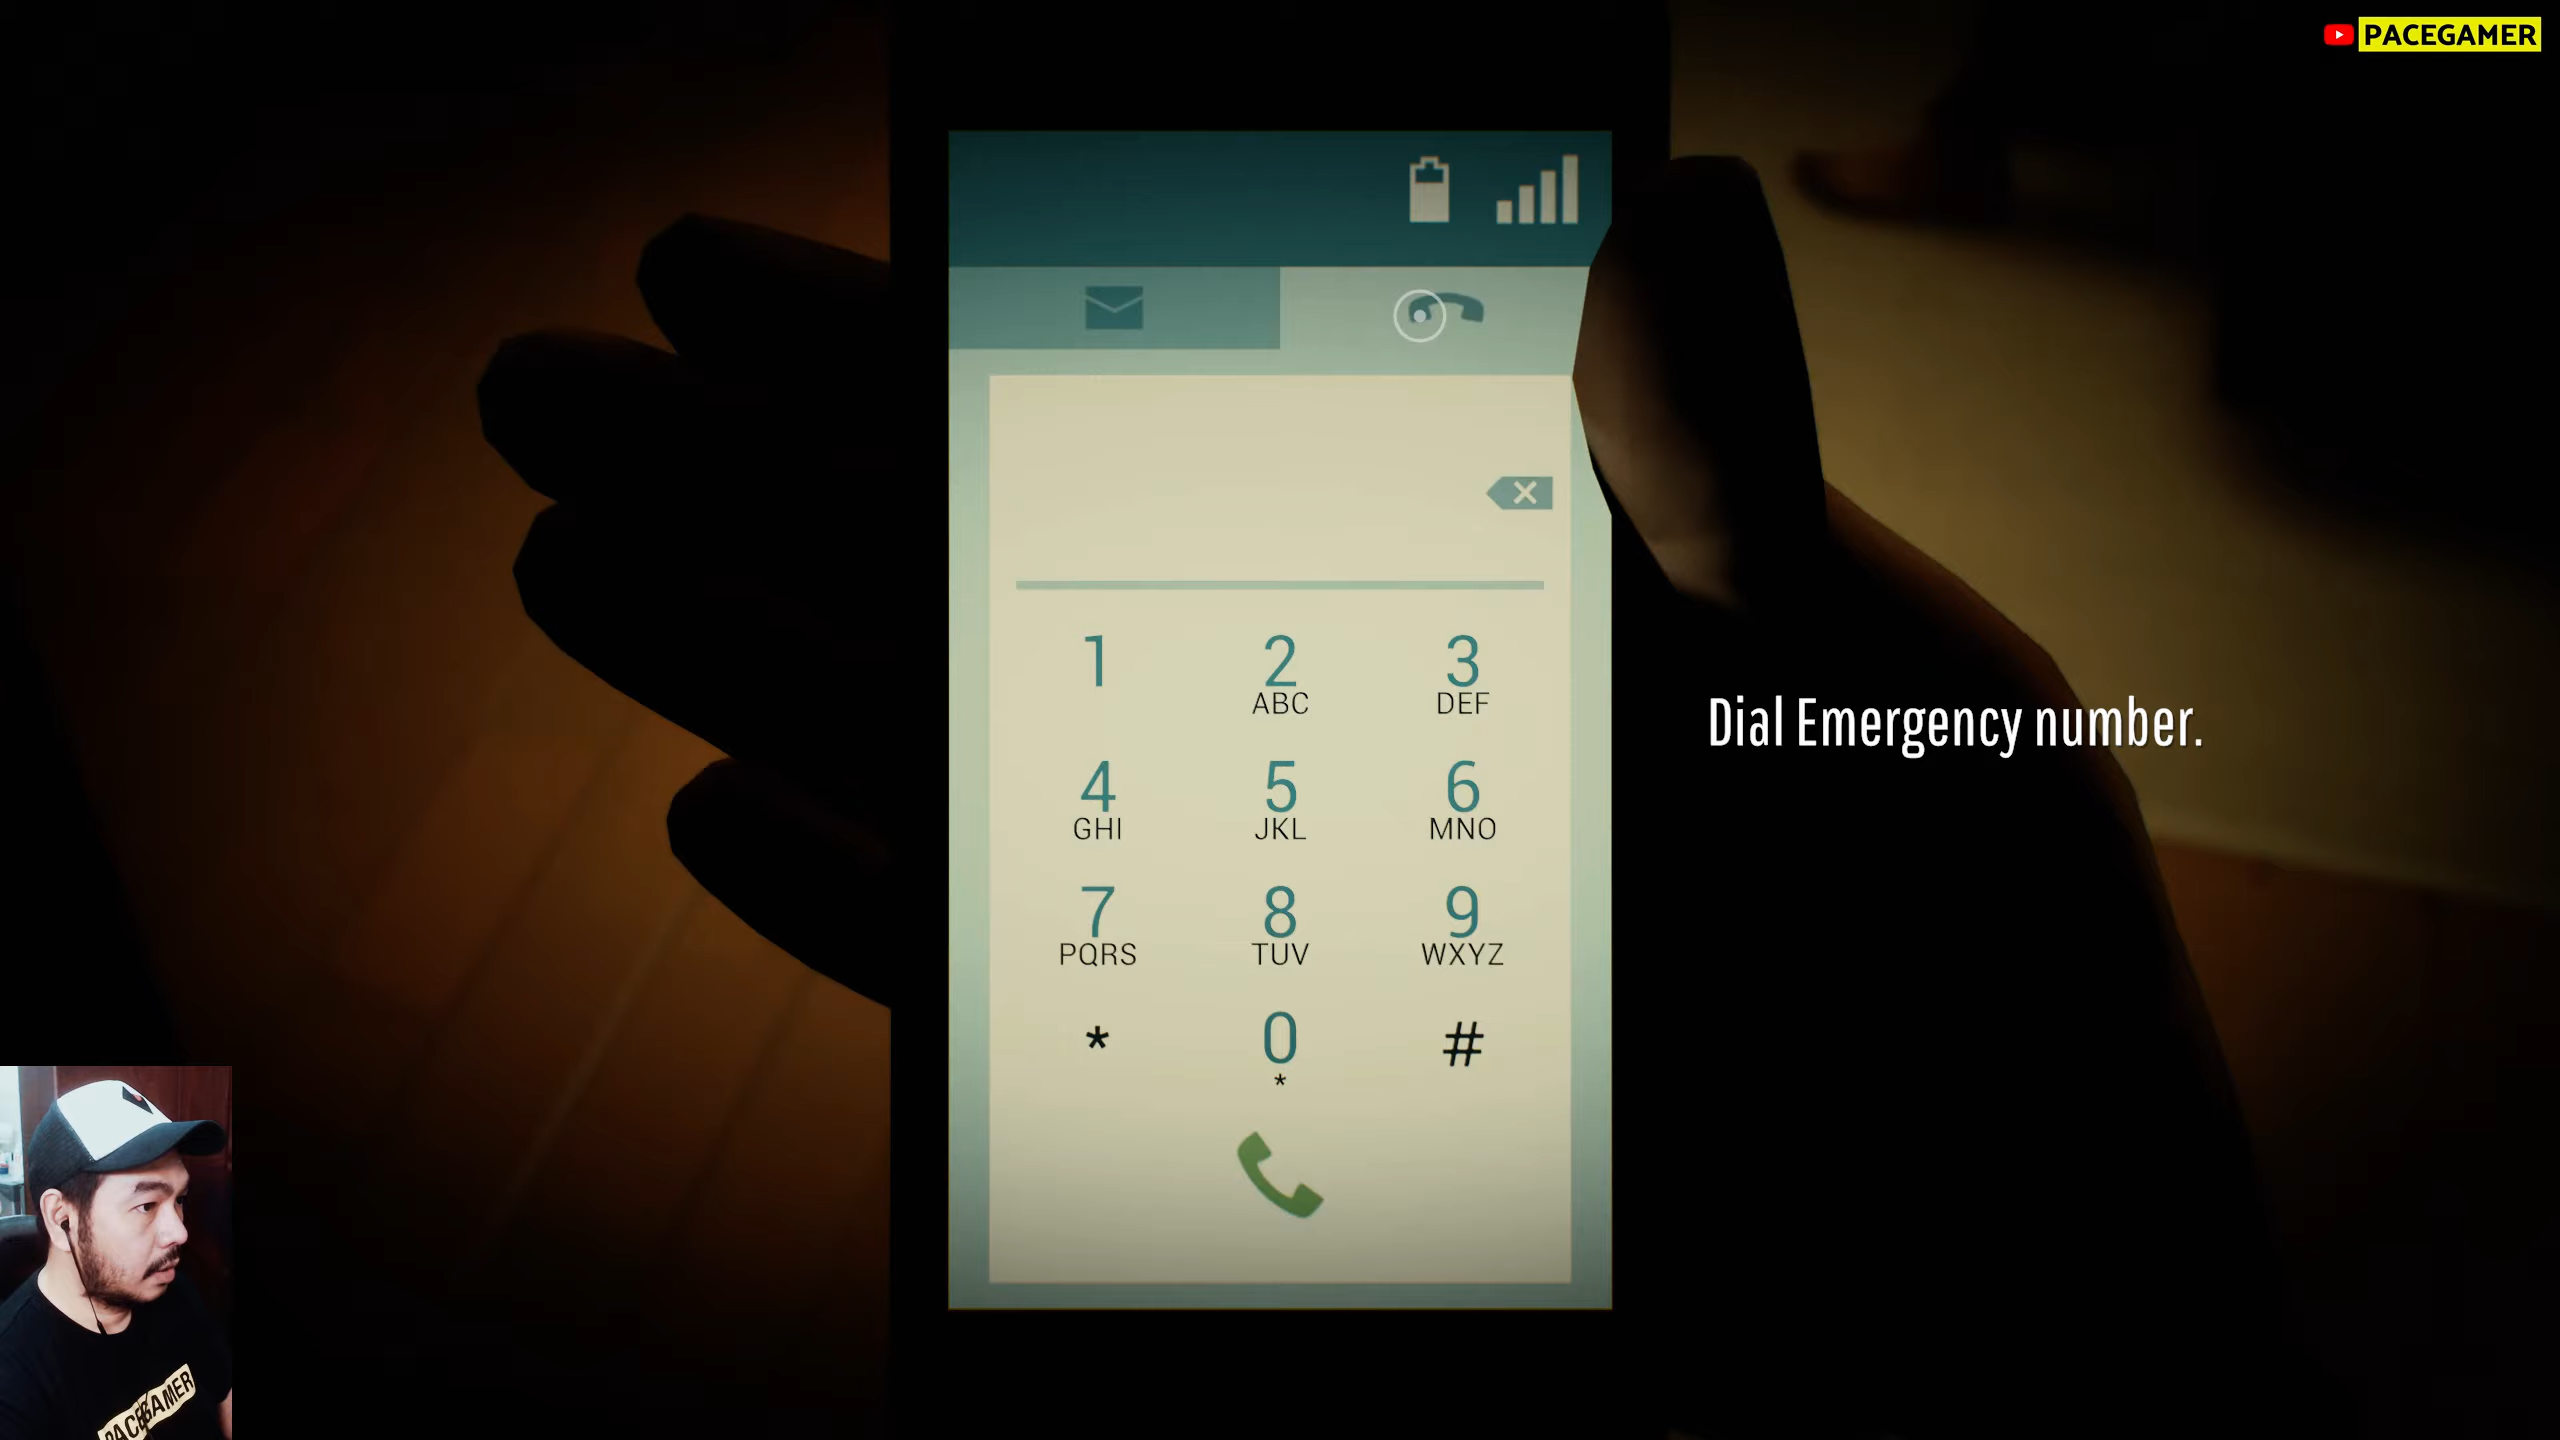 PACEGAMER
1
2
3
ABC
DEF
Dial Emergency number.
4
5
6
GHI
JKL
MNO
7
8
9
PQRS
TUV
WXYZ
*
0
#
*
PACEGAMER